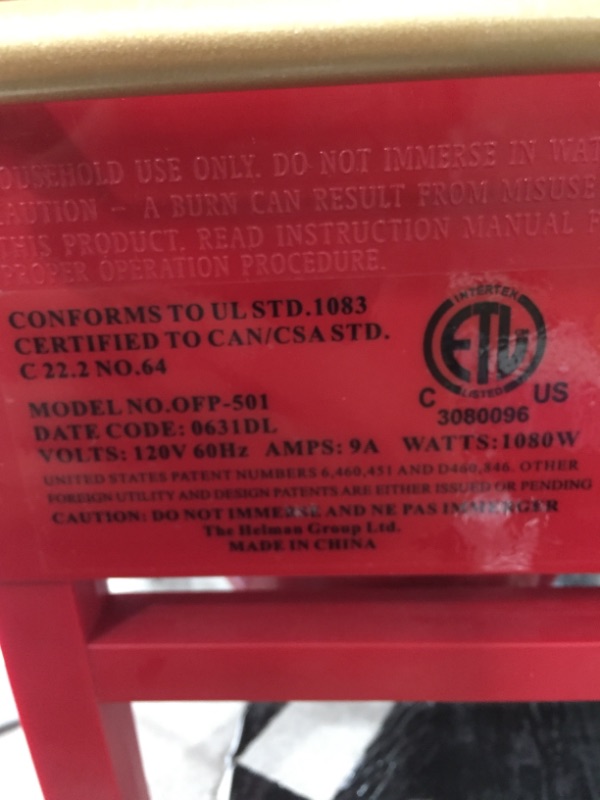 OUSEHOLD USE ONLY. DO NOT IMMERSE IN WAT
AUTION – A BURN CAN RESULT FROM MISUSE
THIS PRODUCT. READ INSTRUCTION MANUAL F
PROPER OPERATION PROCEDURE.
CONFORMS TO UL STD.1083
CERTIFIED TO CAN/CSA STD.
C 22.2 NO.64
INTERTEK
ETL
LISTED
C US
3080096
MODEL NO.OFP-501
DATE CODE: 0631DL
VOLTS: 120V 60Hz AMPS: 9A WATTS:1080W
UNITED STATES PATENT NUMBERS 6,460,451 AND D460,846. OTHER
FOREIGN UTILITY AND DESIGN PATENTS ARE EITHER ISSUED OR PENDING
CAUTION: DO NOT IMMERSE AND NE PAS IMMERGER
The Helman Group Ltd.
MADE IN CHINA